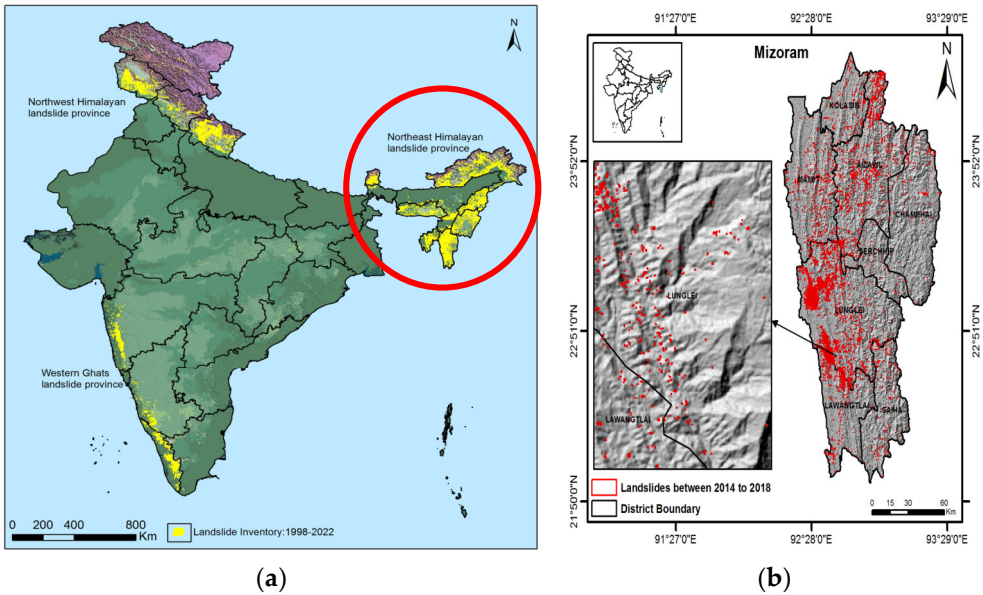 N
Northwest Himalayan
landslide province
Northeast Himalayan
landslide province
Western Ghats
landslide province
0 200 400 800
Km
Landslide Inventory:1998-2022
(a)
91°27'0"E 92°28'0"E 93°29'0"E
Mizoram
N
KOLASIB
AIZAWL
MAMIT
CHAMPHAI
SERCHHIP
LUNGLEI
LAWANGTLAI
SAIHA
LUNGLEI
LAWANGTLAI
23°52'0"N
22°51'0"N
21°50'0"N
23°52'0"N
22°51'0"N
21°50'0"N
Landslides between 2014 to 2018
District Boundary
0 15 30 60
Km
91°27'0"E 92°28'0"E 93°29'0"E
(b)